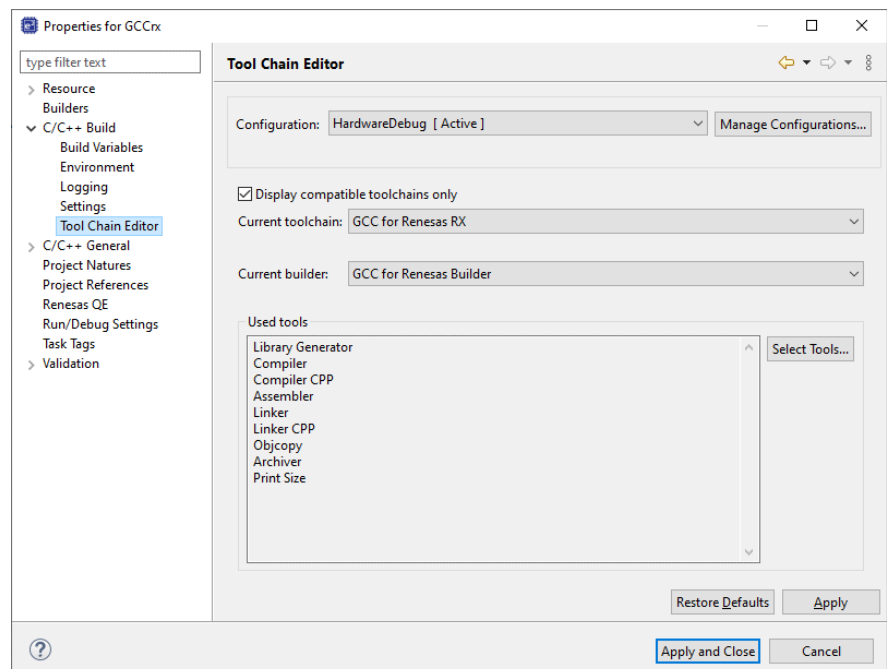 Properties for GCCrx
type filter text
Resource
Builders
C/C++ Build
Build Variables
Environment
Logging
Settings
Tool Chain Editor
C/C++ General
Project Natures
Project References
Renesas QE
Run/Debug Settings
Task Tags
Validation
Tool Chain Editor
Configuration: HardwareDebug [ Active ] Manage Configurations...
Display compatible toolchains only
Current toolchain: GCC for Renesas RX
Current builder: GCC for Renesas Builder
Used tools
Library Generator
Compiler
Compiler CPP
Assembler
Linker
Linker CPP
Objcopy
Archiver
Print Size
Select Tools...
Restore Defaults Apply
? Apply and Close Cancel